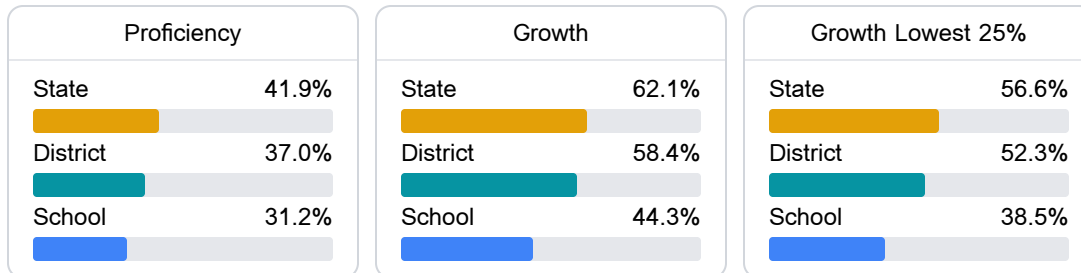 Proficiency
State 41.9%
District 37.0%
School 31.2%
Growth
State 62.1%
District 58.4%
School 44.3%
Growth Lowest 25%
State 56.6%
District 52.3%
School 38.5%